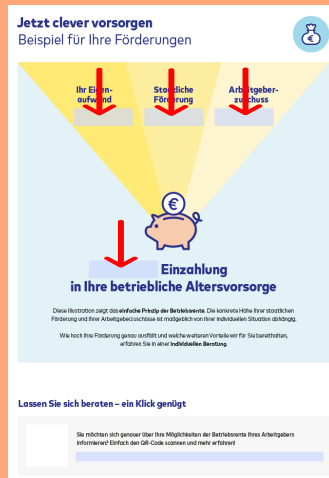 Jetzt clever vorsorgen
Beispiel für Ihre Förderungen
Ihr Eigen-
aufwand
Staatliche
Förderung
Arbeitgeber-
zuschuss
€
€
Einzahlung
in Ihre betriebliche Altersvorsorge
Diese Illustration zeigt das einfache Prinzip der Betriebsrente. Die konkrete Höhe Ihrer staatlichen
Förderung und Ihrer Arbeitgeberzuschüsse ist maßgeblich von Ihrer individuellen Situation abhängig.
Wie hoch Ihre Förderung genau ausfällt und welche weiteren Vorteile wir für Sie bereithalten,
erfahren Sie in einer individuellen Beratung.
Lassen Sie sich beraten – ein Klick genügt
Sie möchten sich genauer über Ihre Möglichkeiten der Betriebsrente Ihres Arbeitgebers
informieren? Einfach den QR-Code scannen und mehr erfahren!